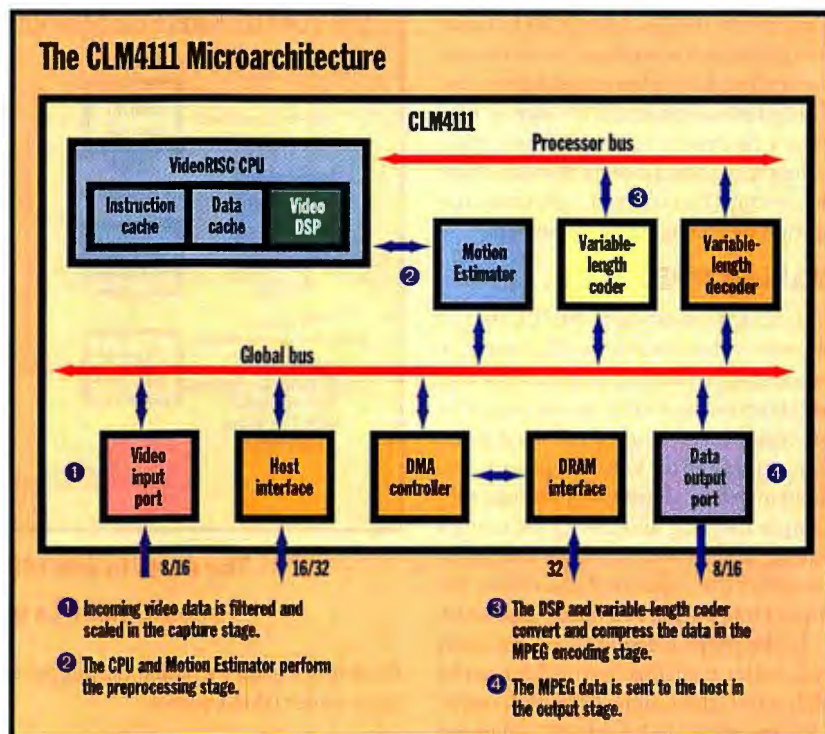 The CLM4111 Microarchitecture
CLM4111
VideoRISC CPU
Instruction
cache
Data
cache
Video
DSP
Processor bus
2
Motion
Estimator
3
Variable-
length
coder
Variable-
length
decoder
Global bus
1
Video
input
port
Host
interface
DMA
controller
DRAM
interface
Data
output
port
4
8/16
16/32
32
8/16
1 Incoming video data is filtered and
scaled in the capture stage.
2 The CPU and Motion Estimator perform
the preprocessing stage.
3 The DSP and variable-length coder
convert and compress the data in the
MPEG encoding stage.
4 The MPEG data is sent to the host in
the output stage.